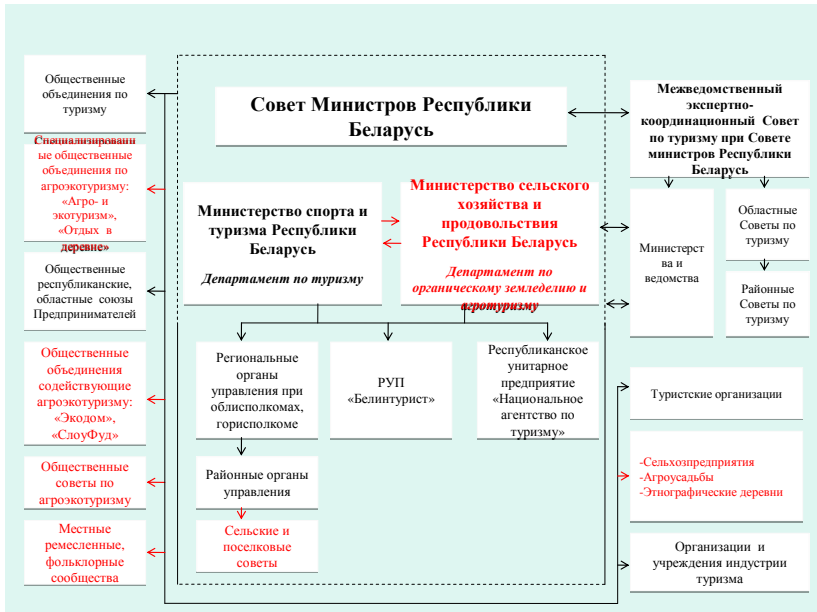 Общественные
объединения по
туризму
Специализированн
ые общественные
объединения по
агроэкотуризму:
«Агро- и
экотуризм»,
«Отдых в
деревне»
Общественные
республиканские,
областные союзы
Предпринимателей
Общественные
объединения
содействующие
агроэкотуризму:
«Экодом»,
«СлоуФуд»
Общественные
советы по
агроэкотуризму
Местные
ремесленные,
фольклорные
сообщества
Совет Министров Республики
Беларусь
Министерство спорта и
туризма Республики
Беларусь
Департамент по туризму
Министерство сельского
хозяйства и
продовольствия
Республики Беларусь
Департамент по
органическому земледелию и
агротуризму
Региональные
органы
управления при
облисполкомах,
горисполкоме
РУП
«Белинтурист»
Республиканское
унитарное
предприятие
«Национальное
агентство по
туризму»
Районные органы
управления
Сельские и
поселковые
советы
Межведомственный
экспертно-
координационный Совет
по туризму при Совете
министров Республики
Беларусь
Министерст
ва и
ведомства
Областные
Советы по
туризму
Районные
Советы по
туризму
Туристские организации
-Сельхозпредприятия
-Агроусадьбы
-Этнографические деревни
Организации и
учреждения индустрии
туризма